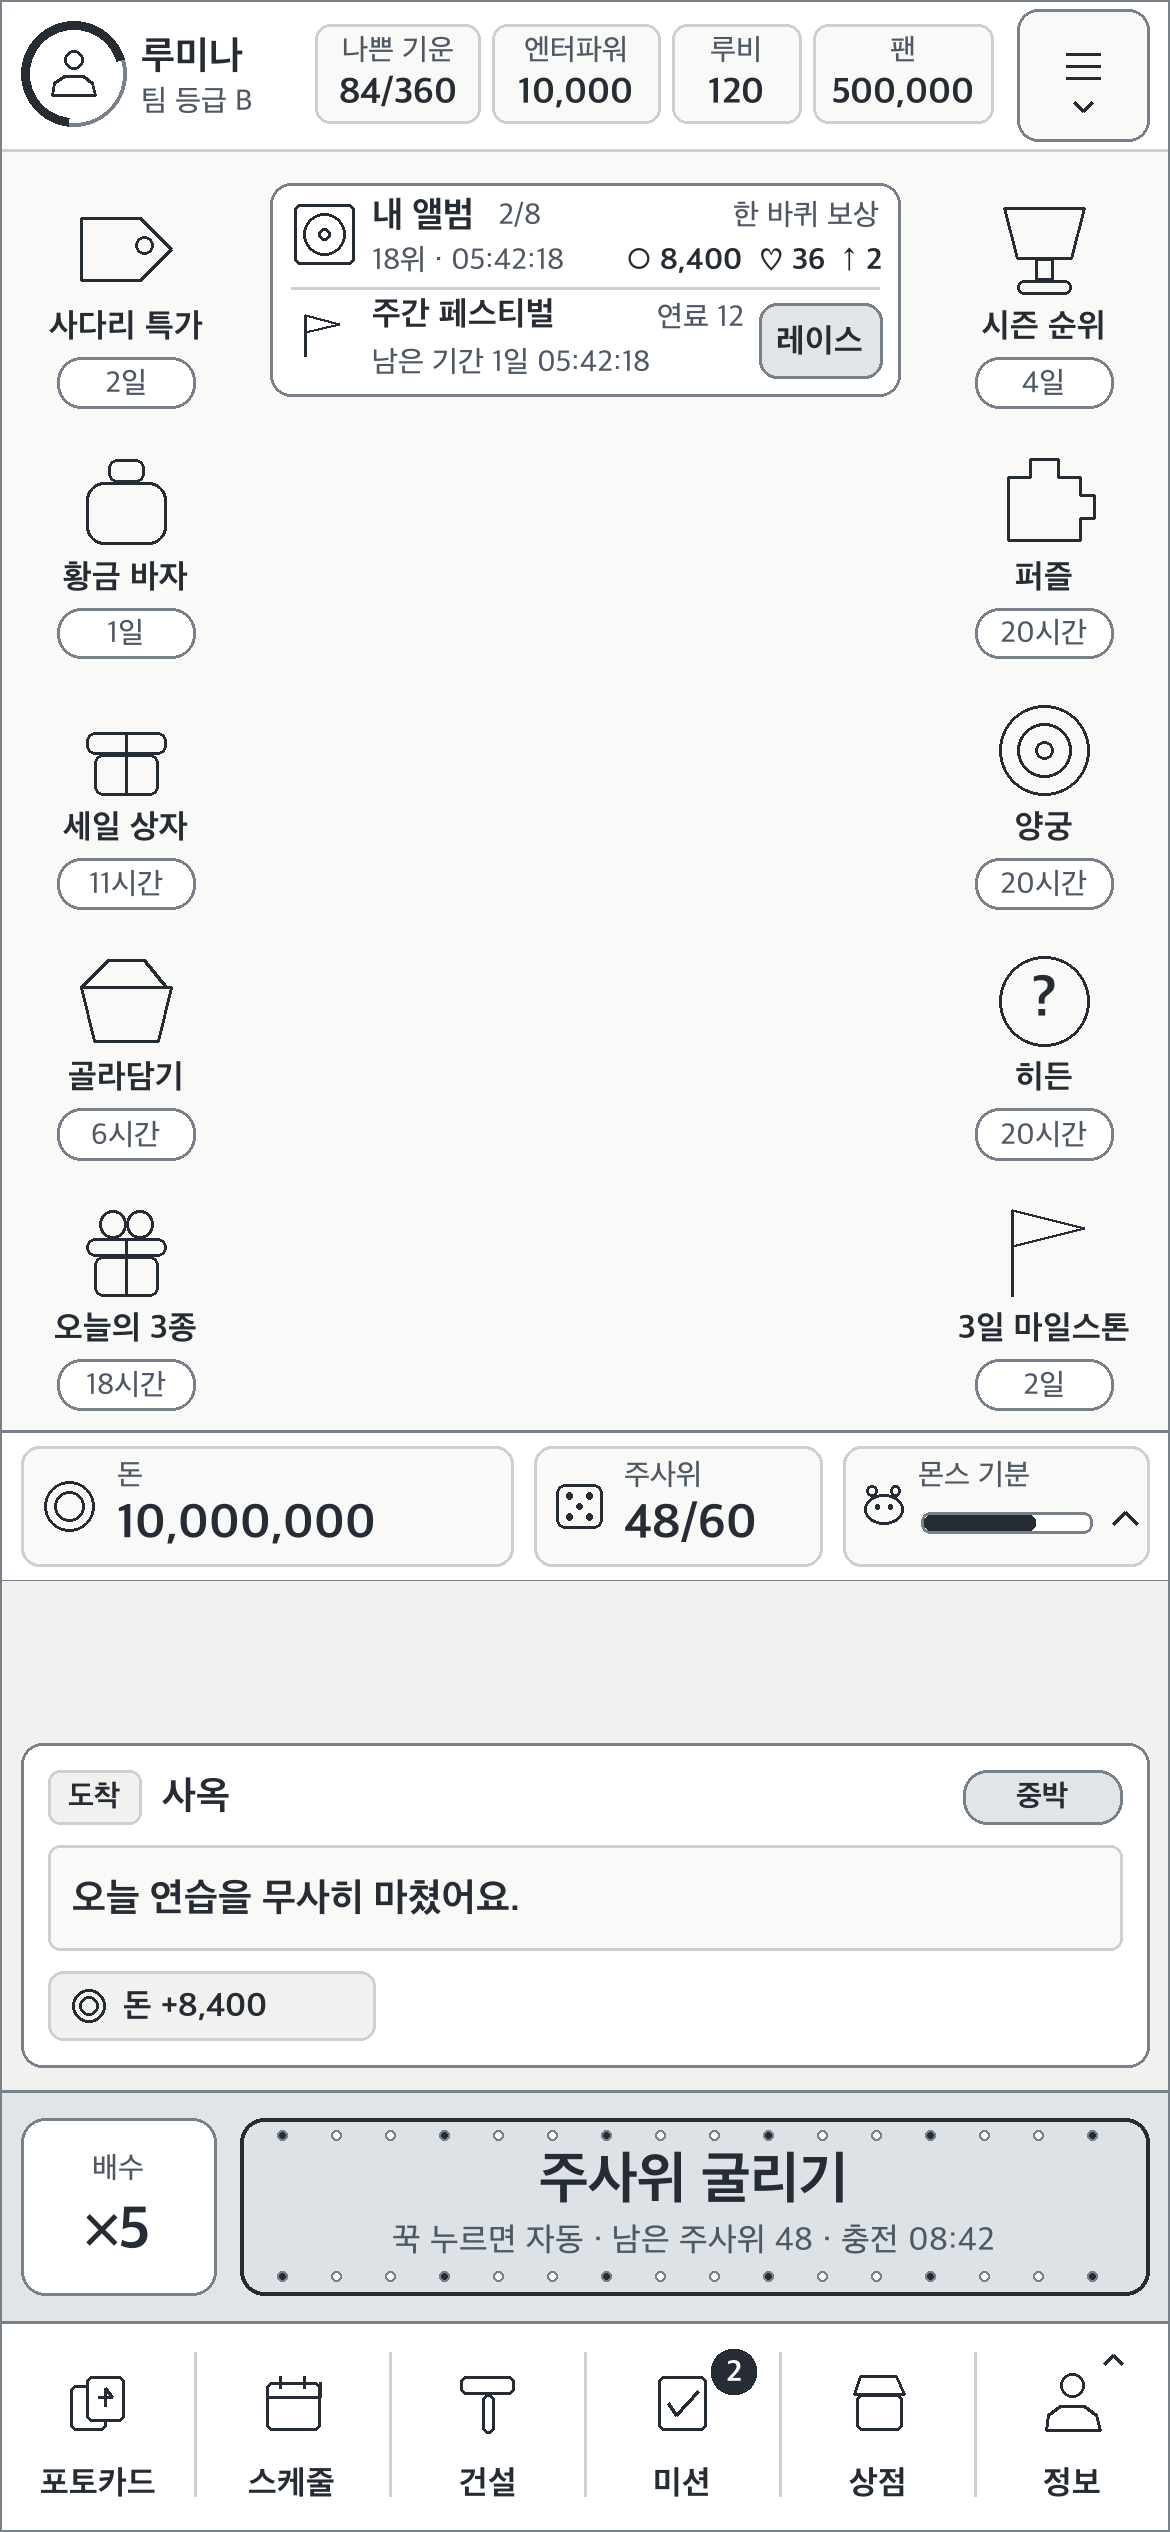 루미나
팀 등급 B
나쁜 기운
84/360
엔터파워
10,000
루비
120
팬
500,000
내 앨범 2/8 한 바퀴 보상
18위 · 05:42:18 ○ 8,400 ♡ 36 ↑ 2
주간 페스티벌 연료 12
남은 기간 1일 05:42:18
레이스
사다리 특가
2일
황금 바자
1일
세일 상자
11시간
골라담기
6시간
오늘의 3종
18시간
시즌 순위
4일
퍼즐
20시간
양궁
20시간
?
히든
20시간
3일 마일스톤
2일
돈
10,000,000
주사위
48/60
몬스 기분
도착 사옥 중박
오늘 연습을 무사히 마쳤어요.
돈 +8,400
배수
×5
주사위 굴리기
꾹 누르면 자동 · 남은 주사위 48 · 충전 08:42
포토카드
스케줄
건설
2
미션
상점
정보